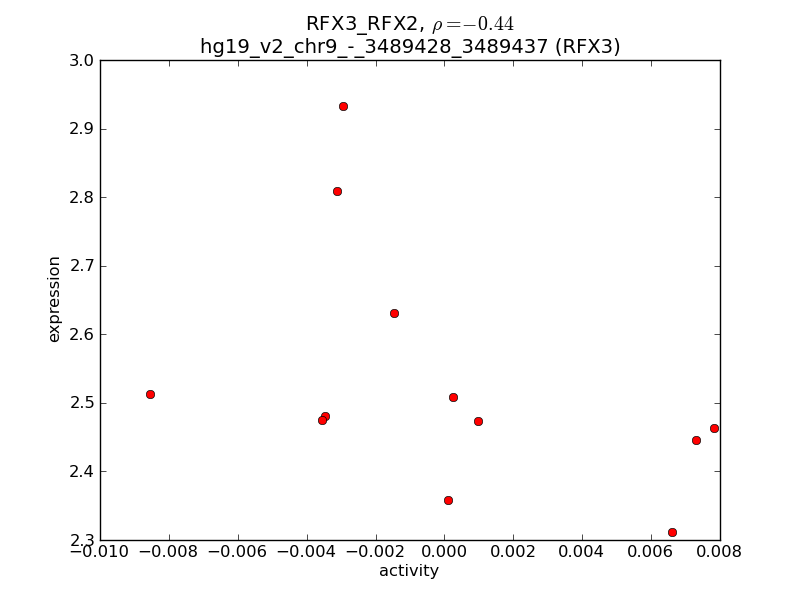 RFX3_RFX2, ρ=−0.44
hg19_v2_chr9_-_3489428_3489437 (RFX3)
3.0
2.9
2.8
2.7
2.6
2.5
2.4
2.3
expression
−0.010 −0.008 −0.006 −0.004 −0.002 0.000 0.002 0.004 0.006 0.008
activity